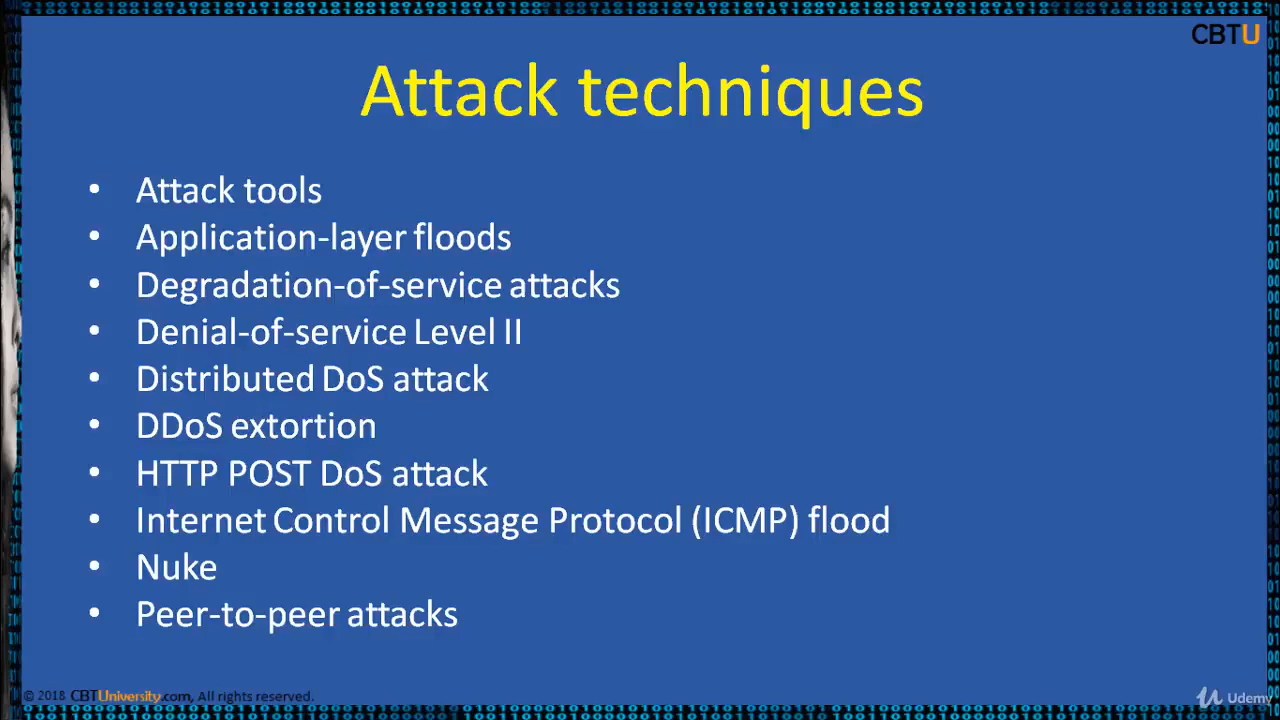 CBTU
Attack techniques
• Attack tools
• Application-layer floods
• Degradation-of-service attacks
• Denial-of-service Level II
• Distributed DoS attack
• DDoS extortion
• HTTP POST DoS attack
• Internet Control Message Protocol (ICMP) flood
• Nuke
• Peer-to-peer attacks
© 2018 CBTUniversity.com, All rights reserved.
Udemy